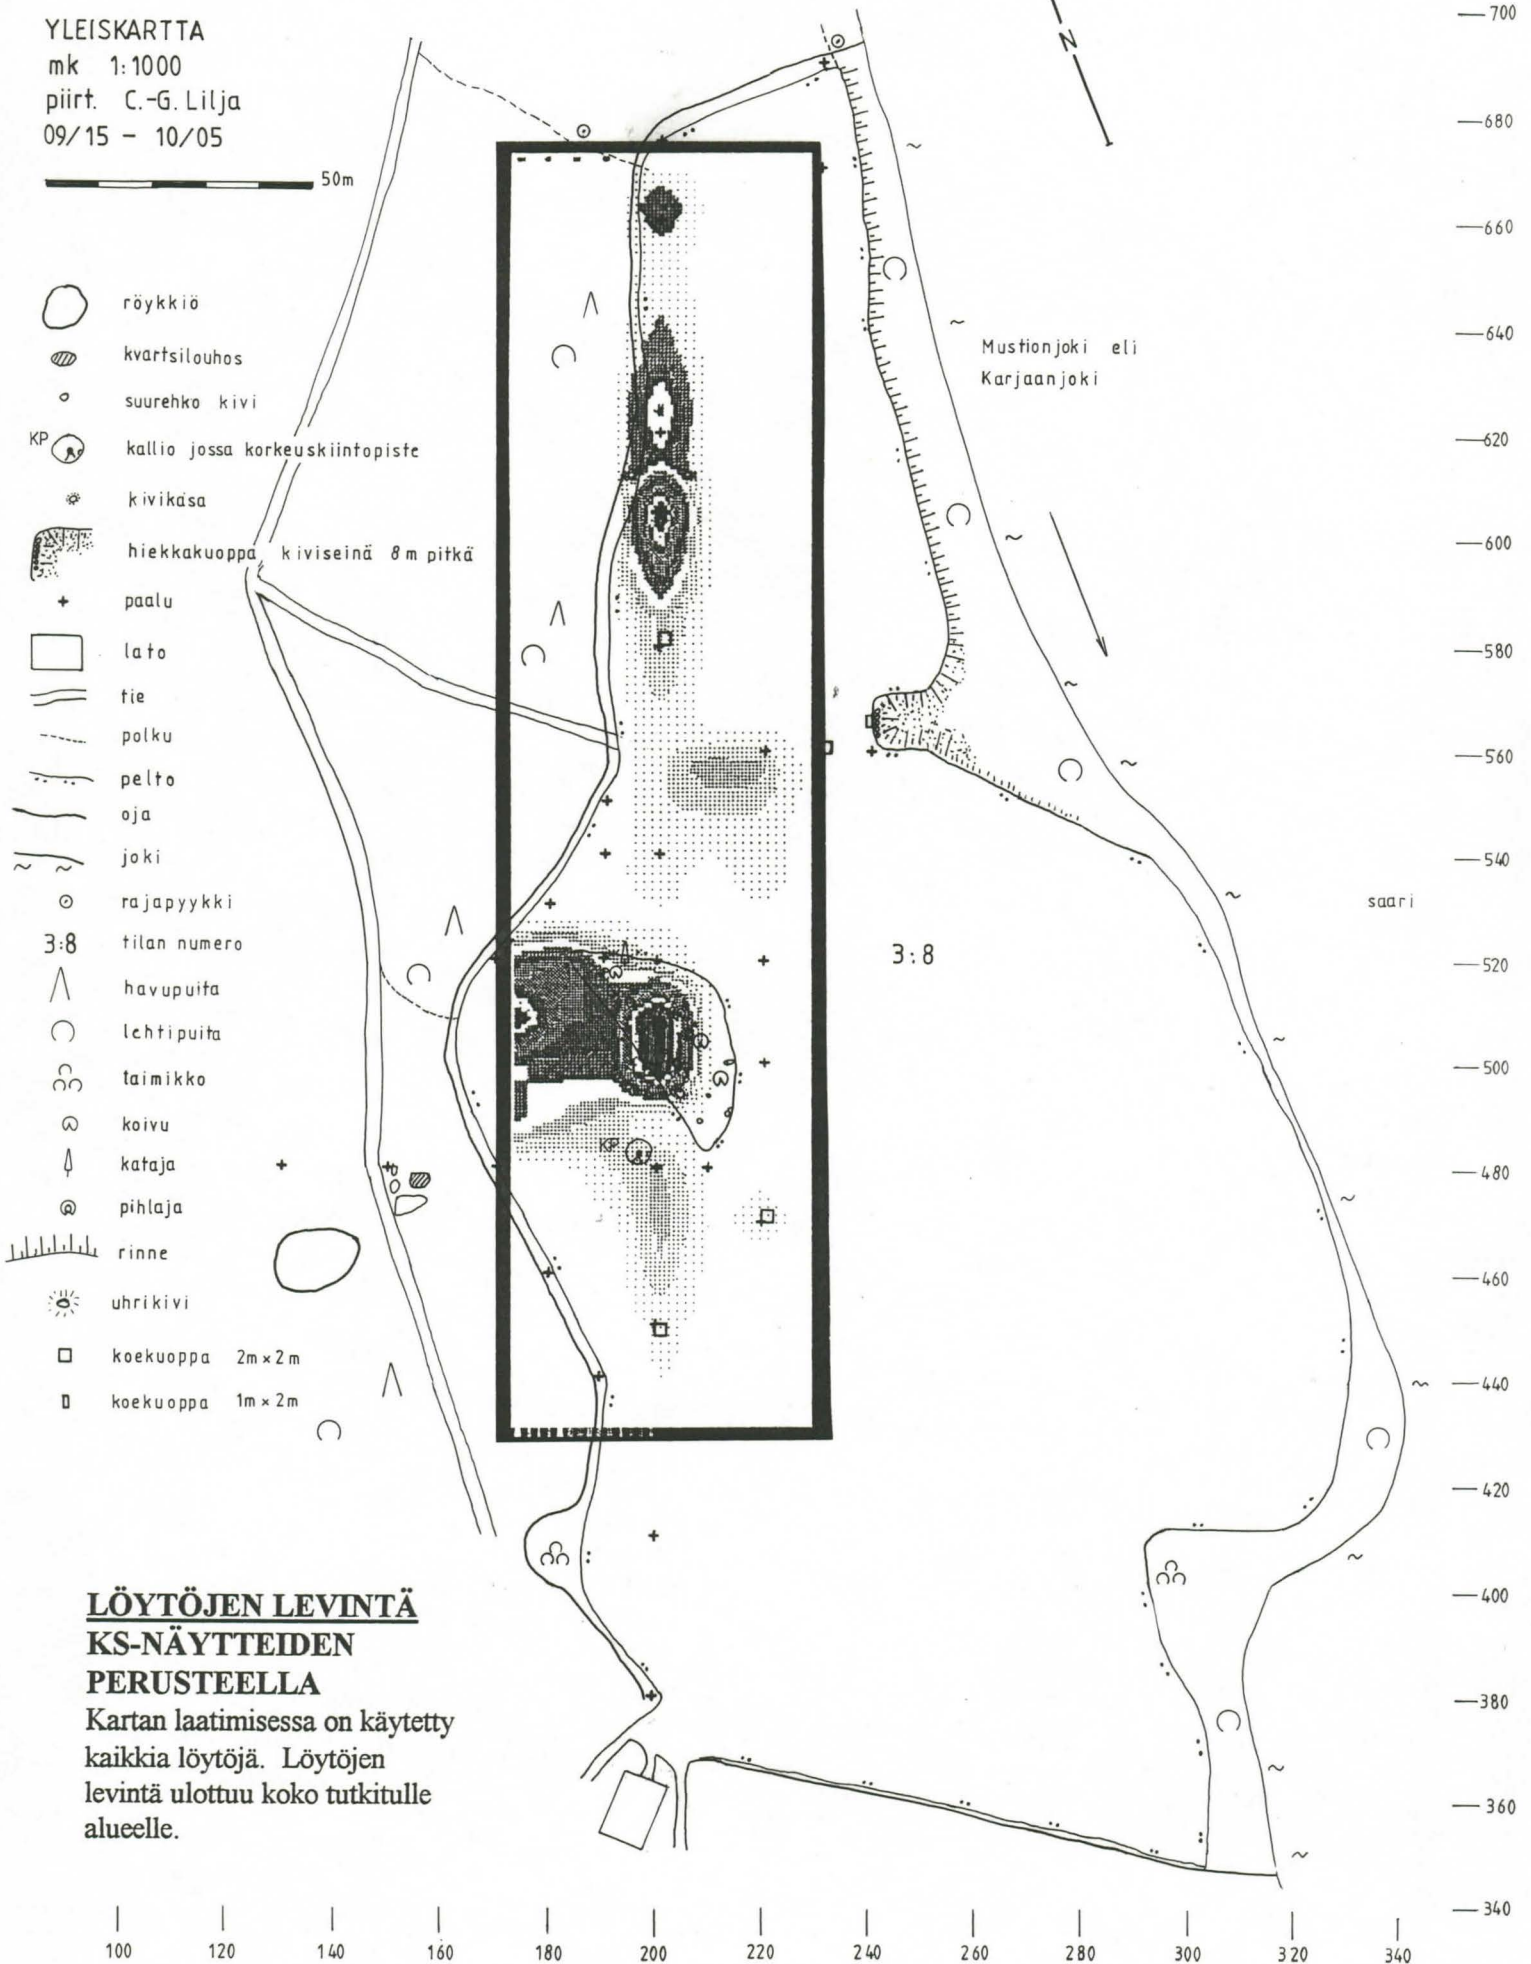 YLEISKARTTA
mk 1:1000
piirt. C.-G. Lilja
09/15 - 10/05
50m
röykkiö
kvartsilouhos
suurehko kivi
KP kallio jossa korkeuskiintopiste
kivikasa
hiekkakuoppa kiviseinä 8 m pitkä
paalu
lato
tie
polku
pelto
oja
joki
rajapyykki
3:8 tilan numero
havupuita
lehtipuita
taimikko
koivu
kataja
pihlaja
rinne
uhrikivi
koekuoppa 2m×2m
koekuoppa 1m×2m
N
Mustionjoki eli
Karjaanjoki
saari
3:8
KP
LÖYTÖJEN LEVINTÄ
KS-NÄYTTEIDEN
PERUSTEELLA
Kartan laatimisessa on käytetty
kaikkia löytöjä. Löytöjen
levintä ulottuu koko tutkitulle
alueelle.
700
680
660
640
620
600
580
560
540
520
500
480
460
440
420
400
380
360
340
100 120 140 160 180 200 220 240 260 280 300 320 340